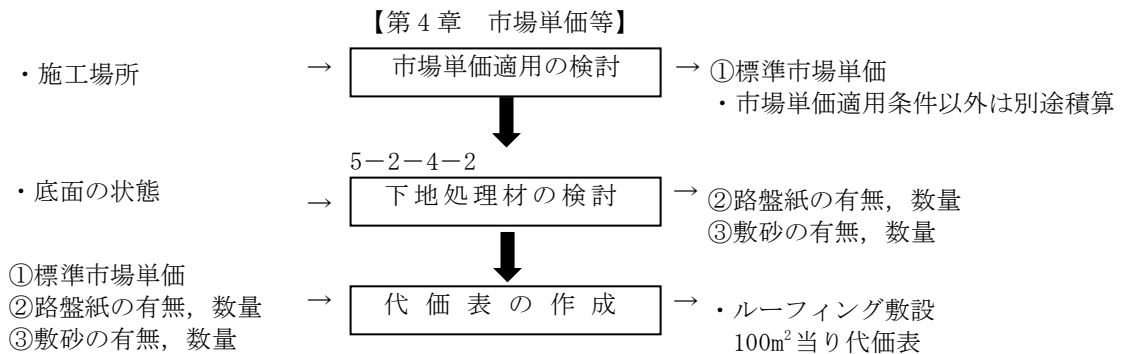 【第4章 市場単価等】
・施工場所 → 市場単価適用の検討 → ①標準市場単価
・市場単価適用条件以外は別途積算
5-2-4-2
・底面の状態 → 下地処理材の検討 → ②路盤紙の有無，数量
③敷砂の有無，数量
①標準市場単価
②路盤紙の有無，数量 → 代価表の作成 → ・ルーフィング敷設
③敷砂の有無，数量 100m²当り代価表